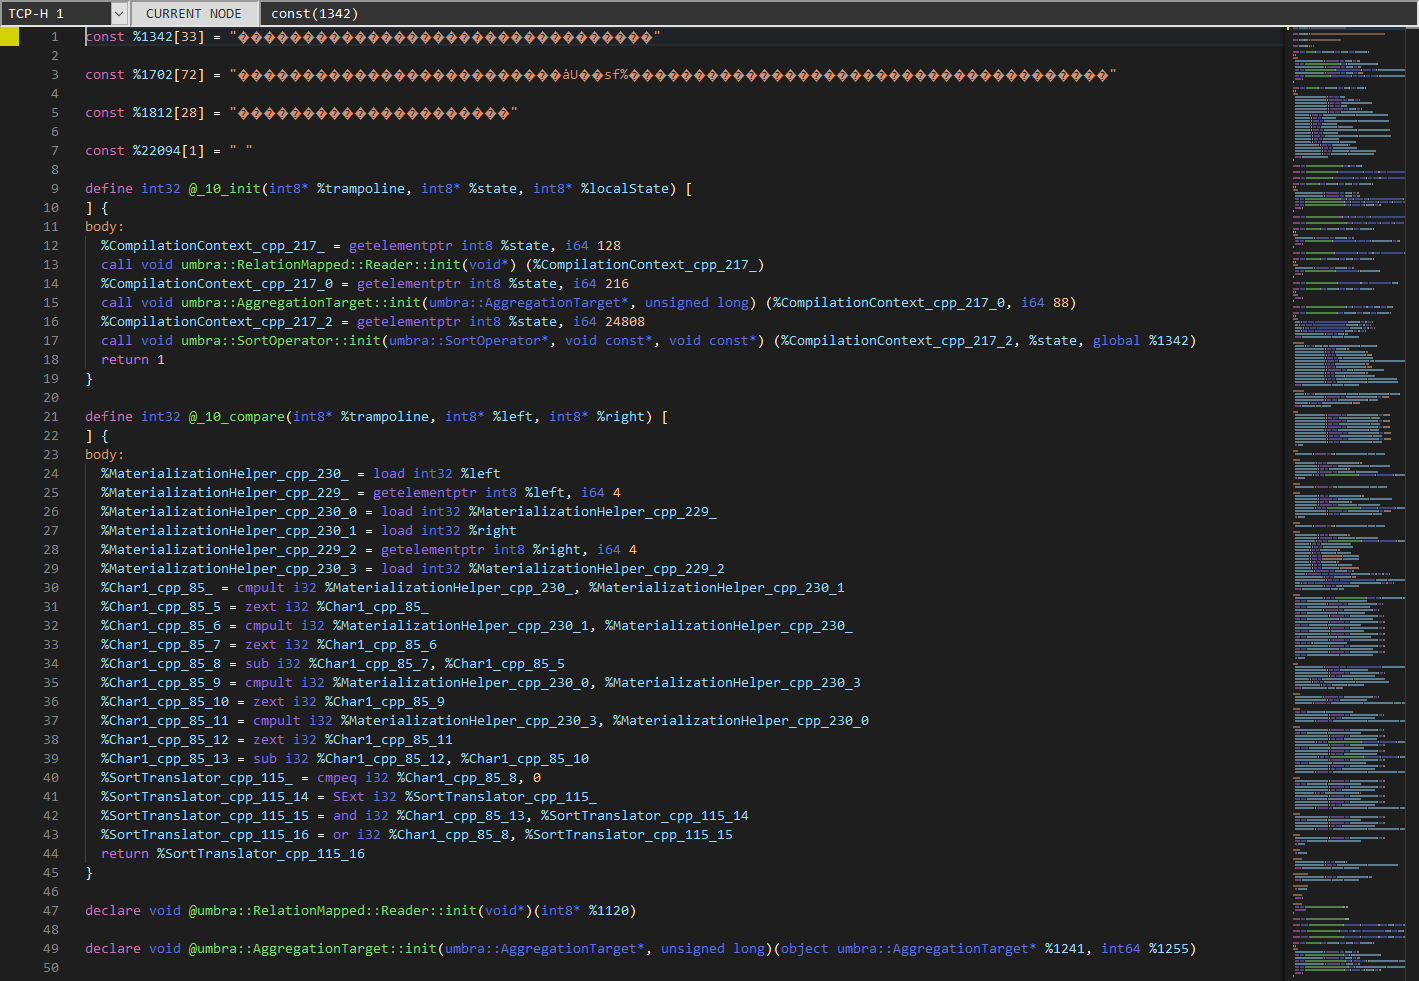 TCP-H 1 CURRENT NODE const(1342)
1 const %1342[33] = "��������������������������������"
2
3 const %1702[72] = "�������������������������âU��sf%�������������������������������������"
4
5 const %1812[28] = "���������������������"
6
7 const %22094[1] = " "
8
9 define int32 @_10_init(int8* %trampoline, int8* %state, int8* %localState) [
10 ] {
11 body:
12 %CompilationContext_cpp_217_ = getelementptr int8 %state, i64 128
13 call void umbra::RelationMapped::Reader::init(void*) (%CompilationContext_cpp_217_)
14 %CompilationContext_cpp_217_0 = getelementptr int8 %state, i64 216
15 call void umbra::AggregationTarget::init(umbra::AggregationTarget*, unsigned long) (%CompilationContext_cpp_217_0, i64 88)
16 %CompilationContext_cpp_217_2 = getelementptr int8 %state, i64 24808
17 call void umbra::SortOperator::init(umbra::SortOperator*, void const*, void const*) (%CompilationContext_cpp_217_2, %state, global %1342)
18 return 1
19 }
20
21 define int32 @_10_compare(int8* %trampoline, int8* %left, int8* %right) [
22 ] {
23 body:
24 %MaterializationHelper_cpp_230_ = load int32 %left
25 %MaterializationHelper_cpp_229_ = getelementptr int8 %left, i64 4
26 %MaterializationHelper_cpp_230_0 = load int32 %MaterializationHelper_cpp_229_
27 %MaterializationHelper_cpp_230_1 = load int32 %right
28 %MaterializationHelper_cpp_229_2 = getelementptr int8 %right, i64 4
29 %MaterializationHelper_cpp_230_3 = load int32 %MaterializationHelper_cpp_229_2
30 %Char1_cpp_85_ = cmpult i32 %MaterializationHelper_cpp_230_, %MaterializationHelper_cpp_230_1
31 %Char1_cpp_85_5 = zext i32 %Char1_cpp_85_
32 %Char1_cpp_85_6 = cmpult i32 %MaterializationHelper_cpp_230_1, %MaterializationHelper_cpp_230_
33 %Char1_cpp_85_7 = zext i32 %Char1_cpp_85_6
34 %Char1_cpp_85_8 = sub i32 %Char1_cpp_85_7, %Char1_cpp_85_5
35 %Char1_cpp_85_9 = cmpult i32 %MaterializationHelper_cpp_230_0, %MaterializationHelper_cpp_230_3
36 %Char1_cpp_85_10 = zext i32 %Char1_cpp_85_9
37 %Char1_cpp_85_11 = cmpult i32 %MaterializationHelper_cpp_230_3, %MaterializationHelper_cpp_230_0
38 %Char1_cpp_85_12 = zext i32 %Char1_cpp_85_11
39 %Char1_cpp_85_13 = sub i32 %Char1_cpp_85_12, %Char1_cpp_85_10
40 %SortTranslator_cpp_115_ = cmpeq i32 %Char1_cpp_85_8, 0
41 %SortTranslator_cpp_115_14 = SExt i32 %SortTranslator_cpp_115_
42 %SortTranslator_cpp_115_15 = and i32 %Char1_cpp_85_13, %SortTranslator_cpp_115_14
43 %SortTranslator_cpp_115_16 = or i32 %Char1_cpp_85_8, %SortTranslator_cpp_115_15
44 return %SortTranslator_cpp_115_16
45 }
46
47 declare void @umbra::RelationMapped::Reader::init(void*)(int8* %1120)
48
49 declare void @umbra::AggregationTarget::init(umbra::AggregationTarget*, unsigned long)(object umbra::AggregationTarget* %1241, int64 %1255)
50